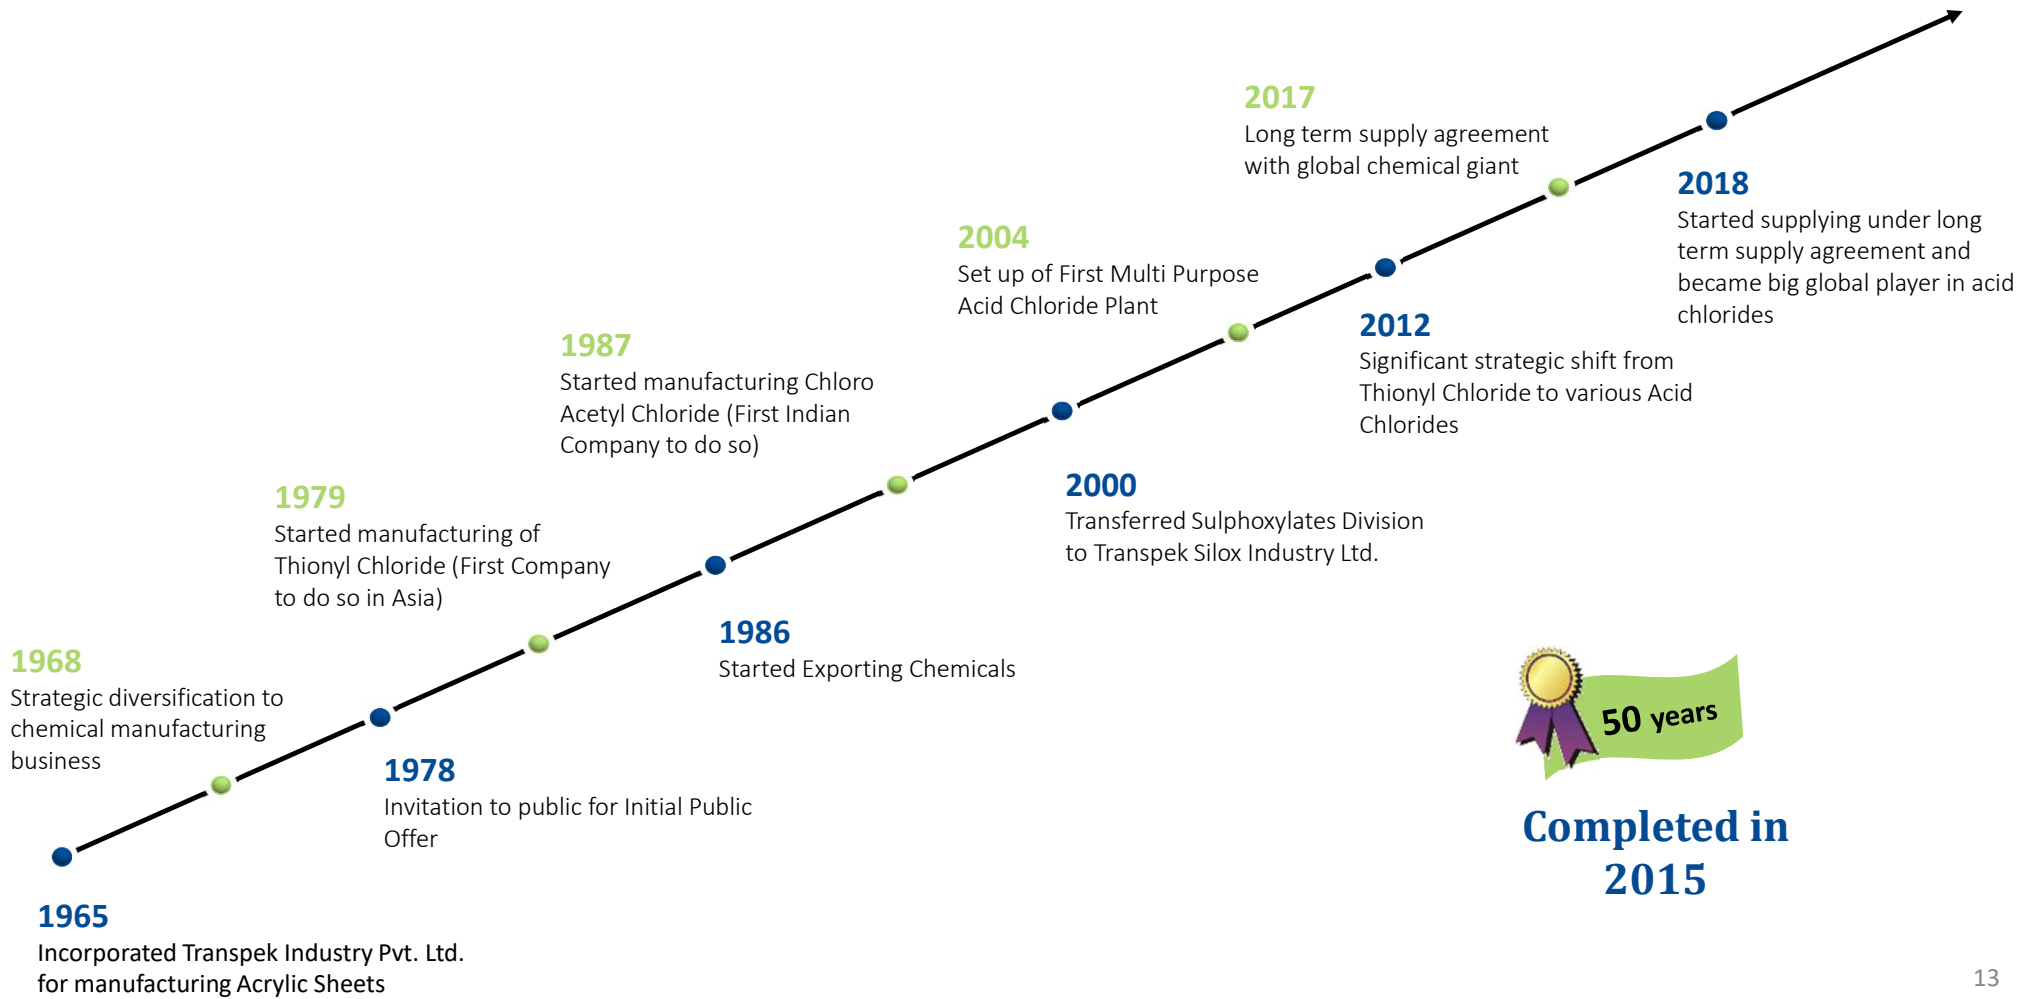 2017
Long term supply agreement
with global chemical giant
2018
Started supplying under long
term supply agreement and
became big global player in acid
chlorides
2004
Set up of First Multi Purpose
Acid Chloride Plant
2012
Significant strategic shift from
Thionyl Chloride to various Acid
Chlorides
1987
Started manufacturing Chloro
Acetyl Chloride (First Indian
Company to do so)
2000
Transferred Sulphoxylates Division
to Transpek Silox Industry Ltd.
1979
Started manufacturing of
Thionyl Chloride (First Company
to do so in Asia)
1986
Started Exporting Chemicals
1968
Strategic diversification to
chemical manufacturing
business
1978
Invitation to public for Initial Public
Offer
1965
Incorporated Transpek Industry Pvt. Ltd.
for manufacturing Acrylic Sheets
50 years
Completed in
2015
13